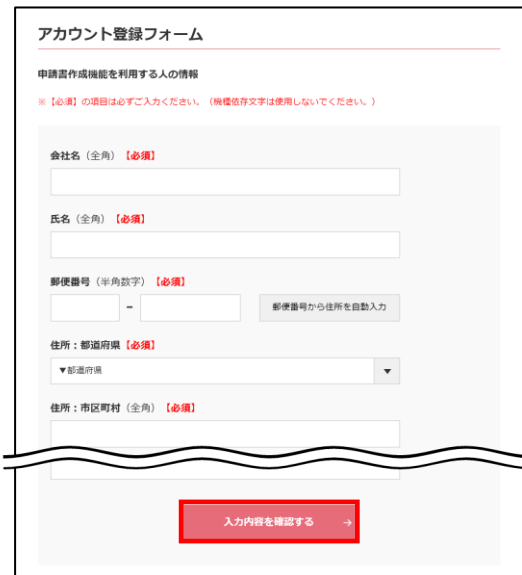 アカウント登録フォーム
申請書作成機能を利用する人の情報
※【必須】の項目は必ずご入力ください。（機種依存文字は使用しないでください。）
会社名（全角）【必須】
氏名（全角）【必須】
郵便番号（半角数字）【必須】
－ 郵便番号から住所を自動入力
住所：都道府県【必須】
▼都道府県 ▼
住所：市区町村（全角）【必須】
入力内容を確認する →